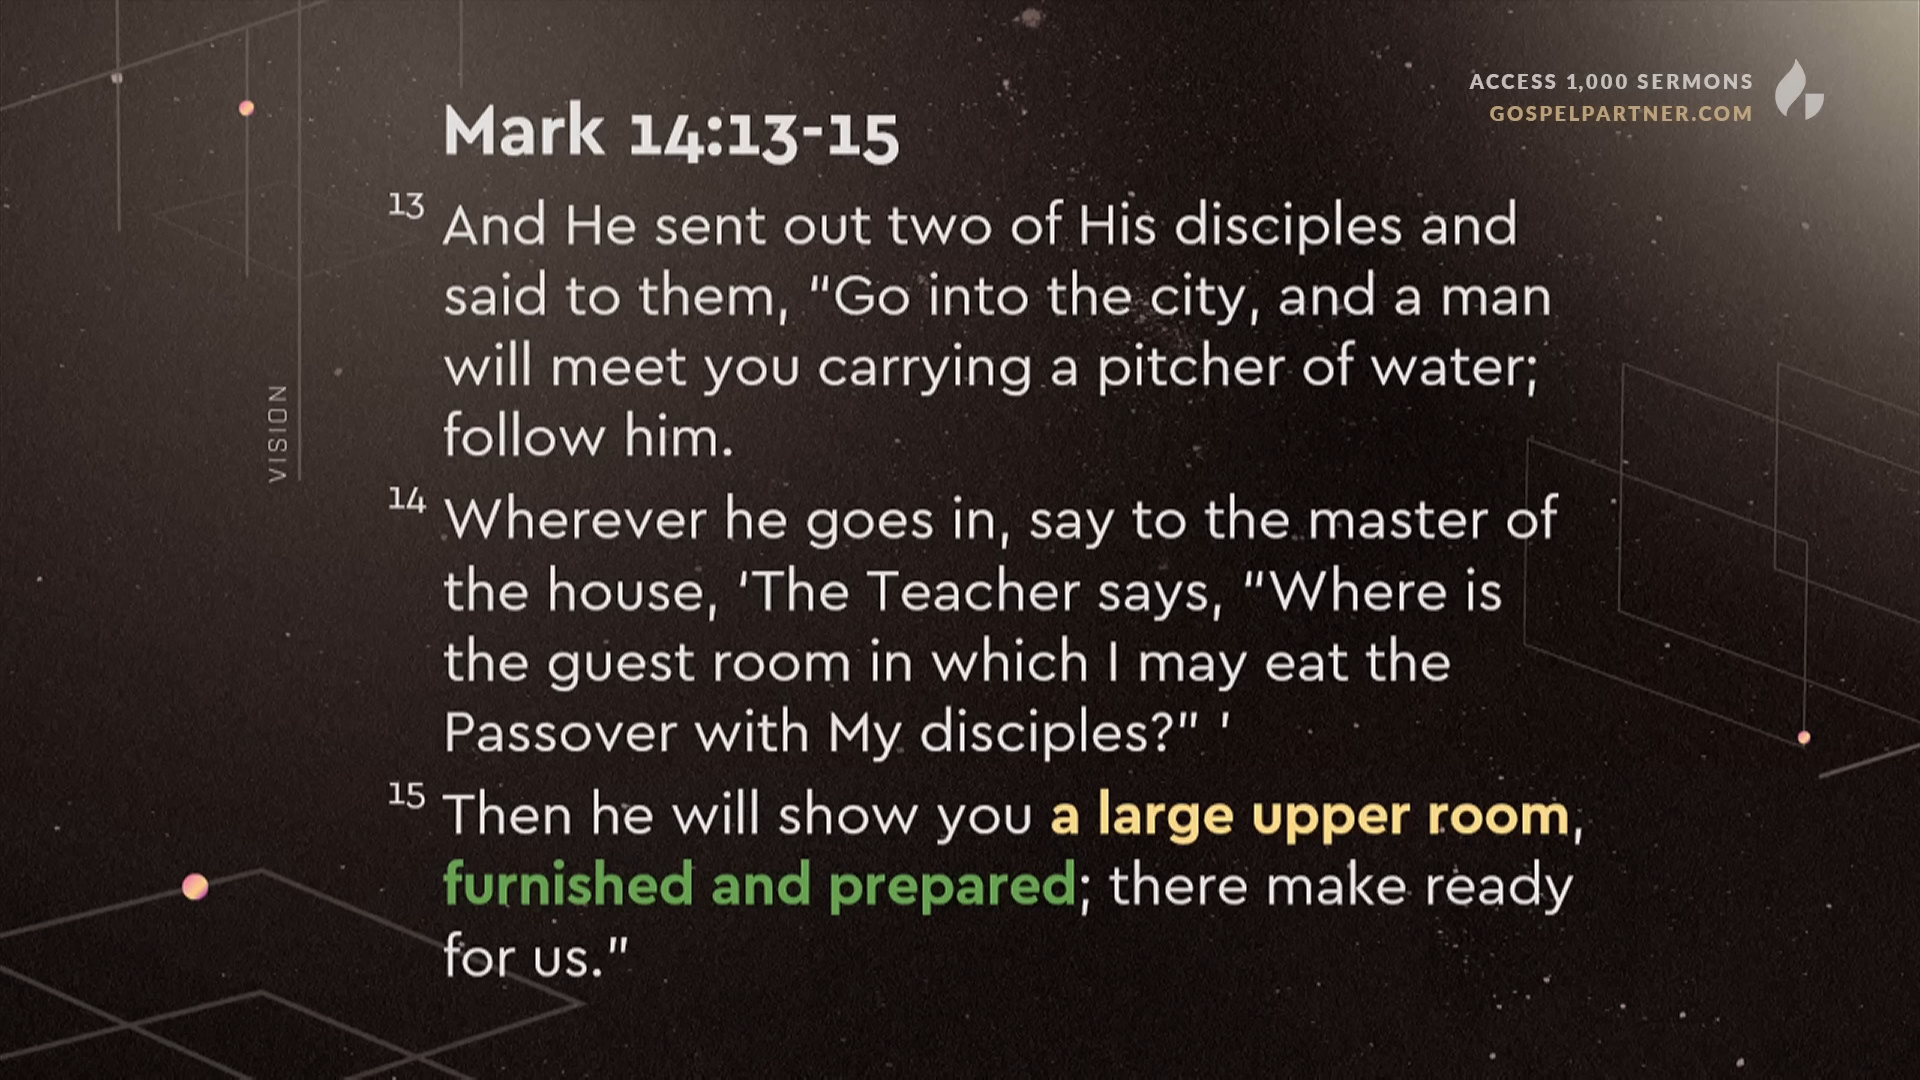 ACCESS 1,000 SERMONS
GOSPELPARTNER.COM
Mark 14:13-15
13 And He sent out two of His disciples and
said to them, "Go into the city, and a man
will meet you carrying a pitcher of water;
follow him.
14 Wherever he goes in, say to the master of
the house, 'The Teacher says, "Where is
the guest room in which I may eat the
Passover with My disciples?" '
15 Then he will show you a large upper room,
furnished and prepared; there make ready
for us."
VISION